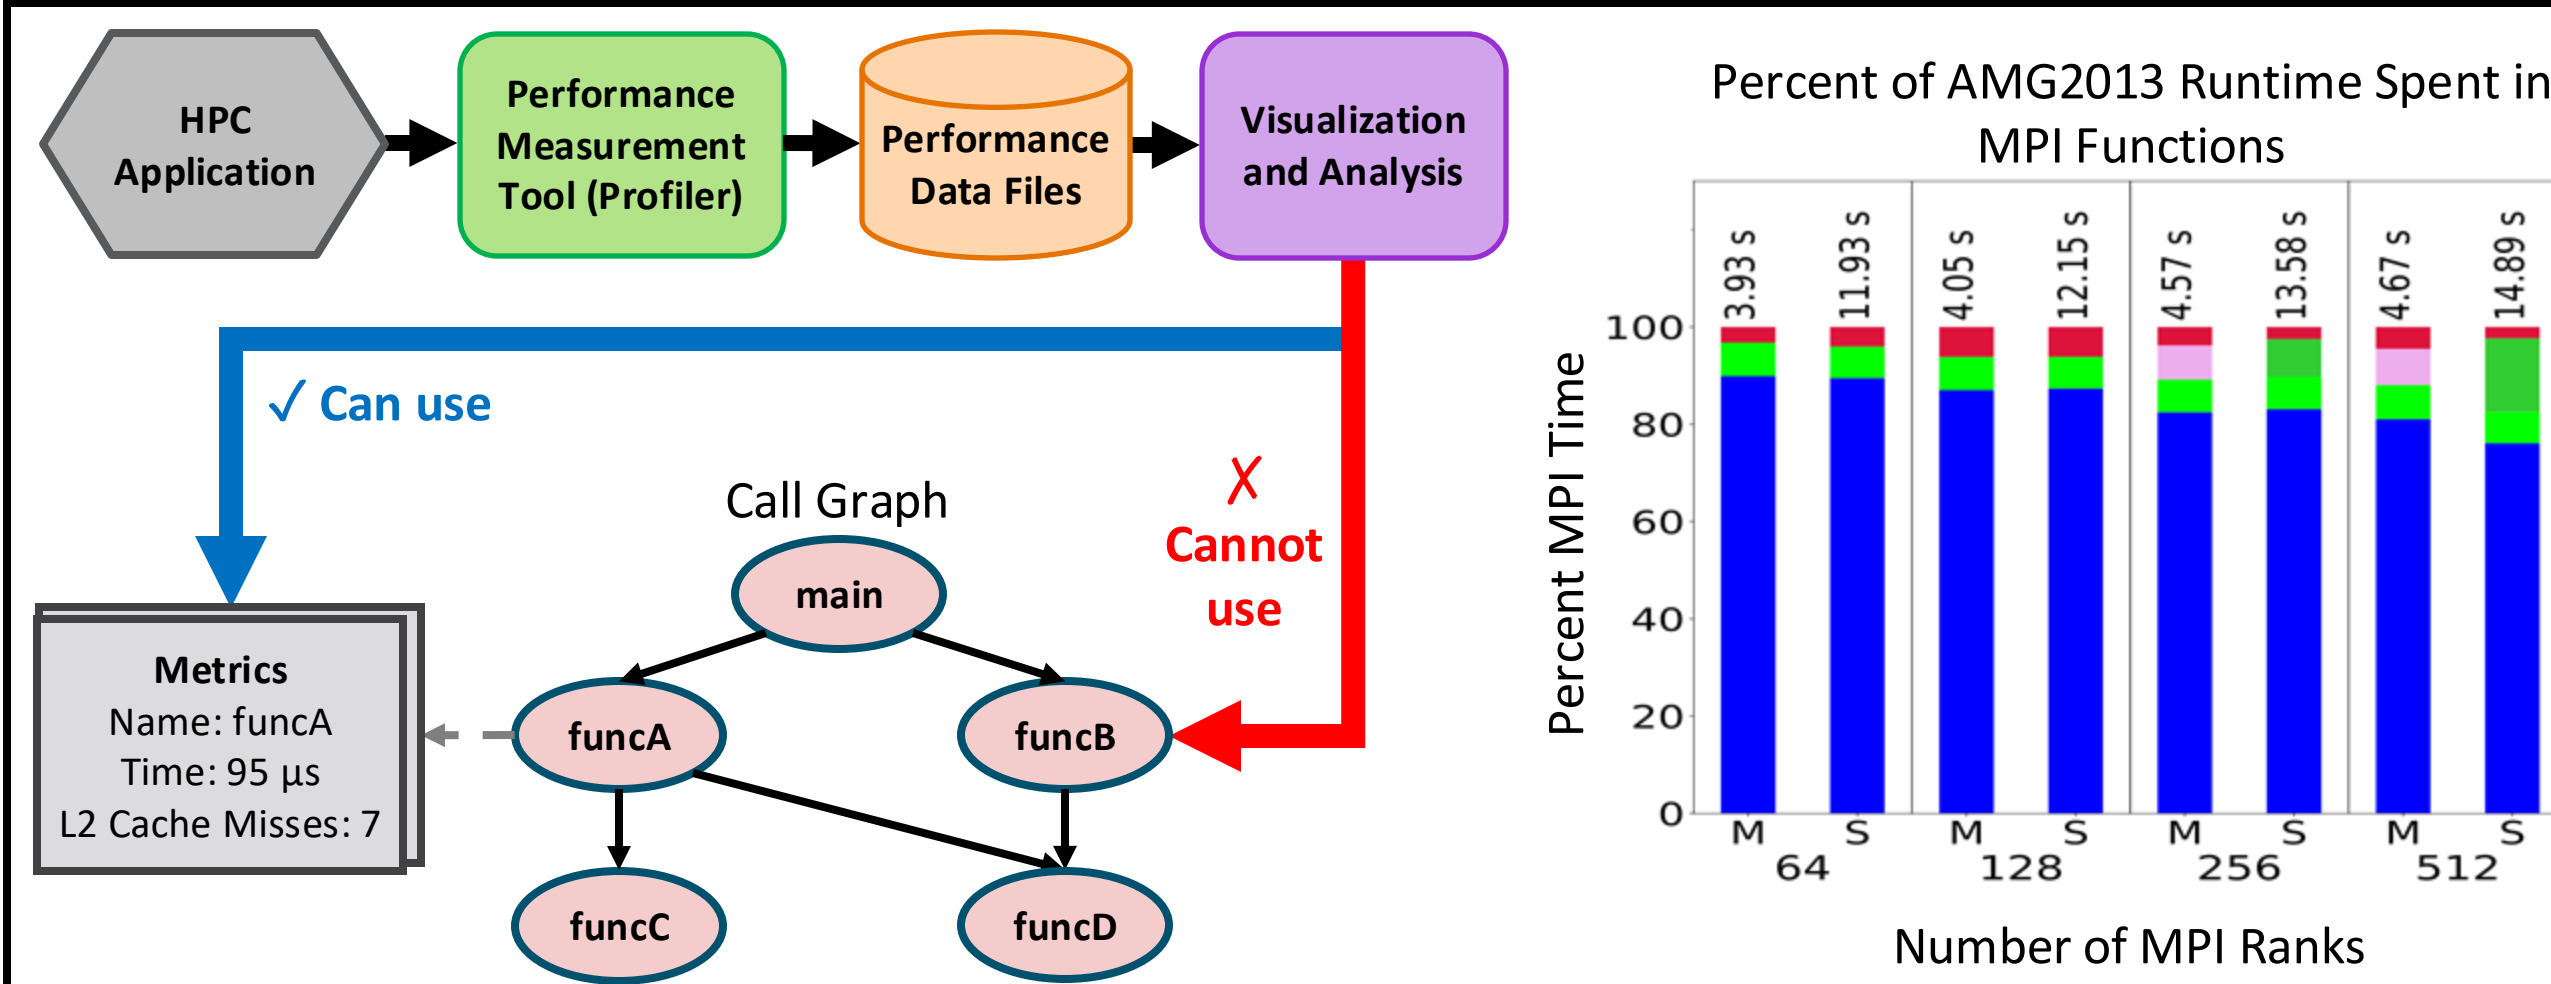 HPC
Application
Performance
Measurement
Tool (Profiler)
Performance
Data Files
Visualization
and Analysis
✓ Can use
✗
Cannot
use
Call Graph
main
funcA
funcB
funcC
funcD
Metrics
Name: funcA
Time: 95 µs
L2 Cache Misses: 7
Percent of AMG2013 Runtime Spent in
MPI Functions
3.93 s
11.93 s
4.05 s
12.15 s
4.57 s
13.58 s
4.67 s
14.89 s
Percent MPI Time
100
80
60
40
20
0
M S M S M S M S
64 128 256 512
Number of MPI Ranks